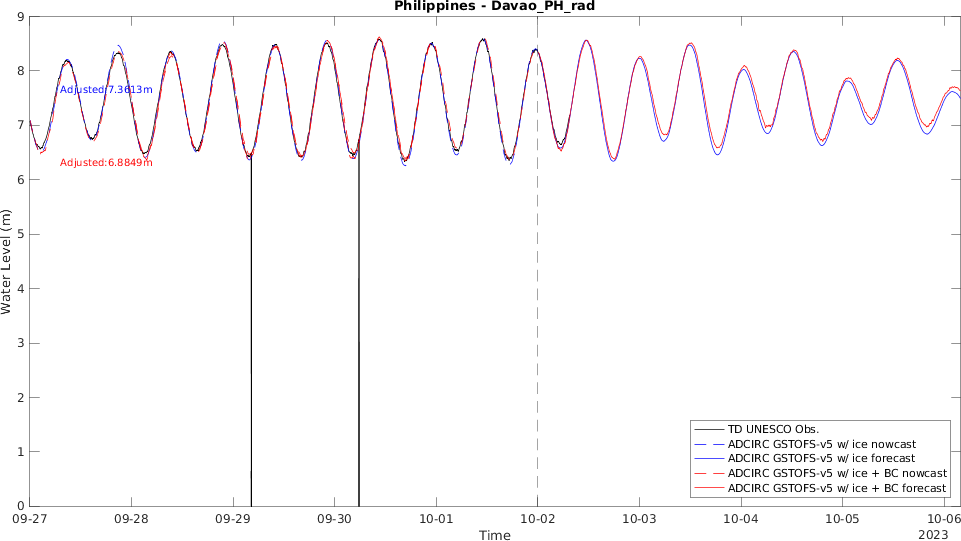 Philippines - Davao_PH_rad
9
8
7
6
5
4
3
2
1
0
Water Level (m)
Adjusted:7.3613m
Adjusted:6.8849m
TD UNESCO Obs.
ADCIRC GSTOFS-v5 w/ ice nowcast
ADCIRC GSTOFS-v5 w/ ice forecast
ADCIRC GSTOFS-v5 w/ ice + BC nowcast
ADCIRC GSTOFS-v5 w/ ice + BC forecast
09-27 09-28 09-29 09-30 10-01 10-02 10-03 10-04 10-05 10-06
Time
2023